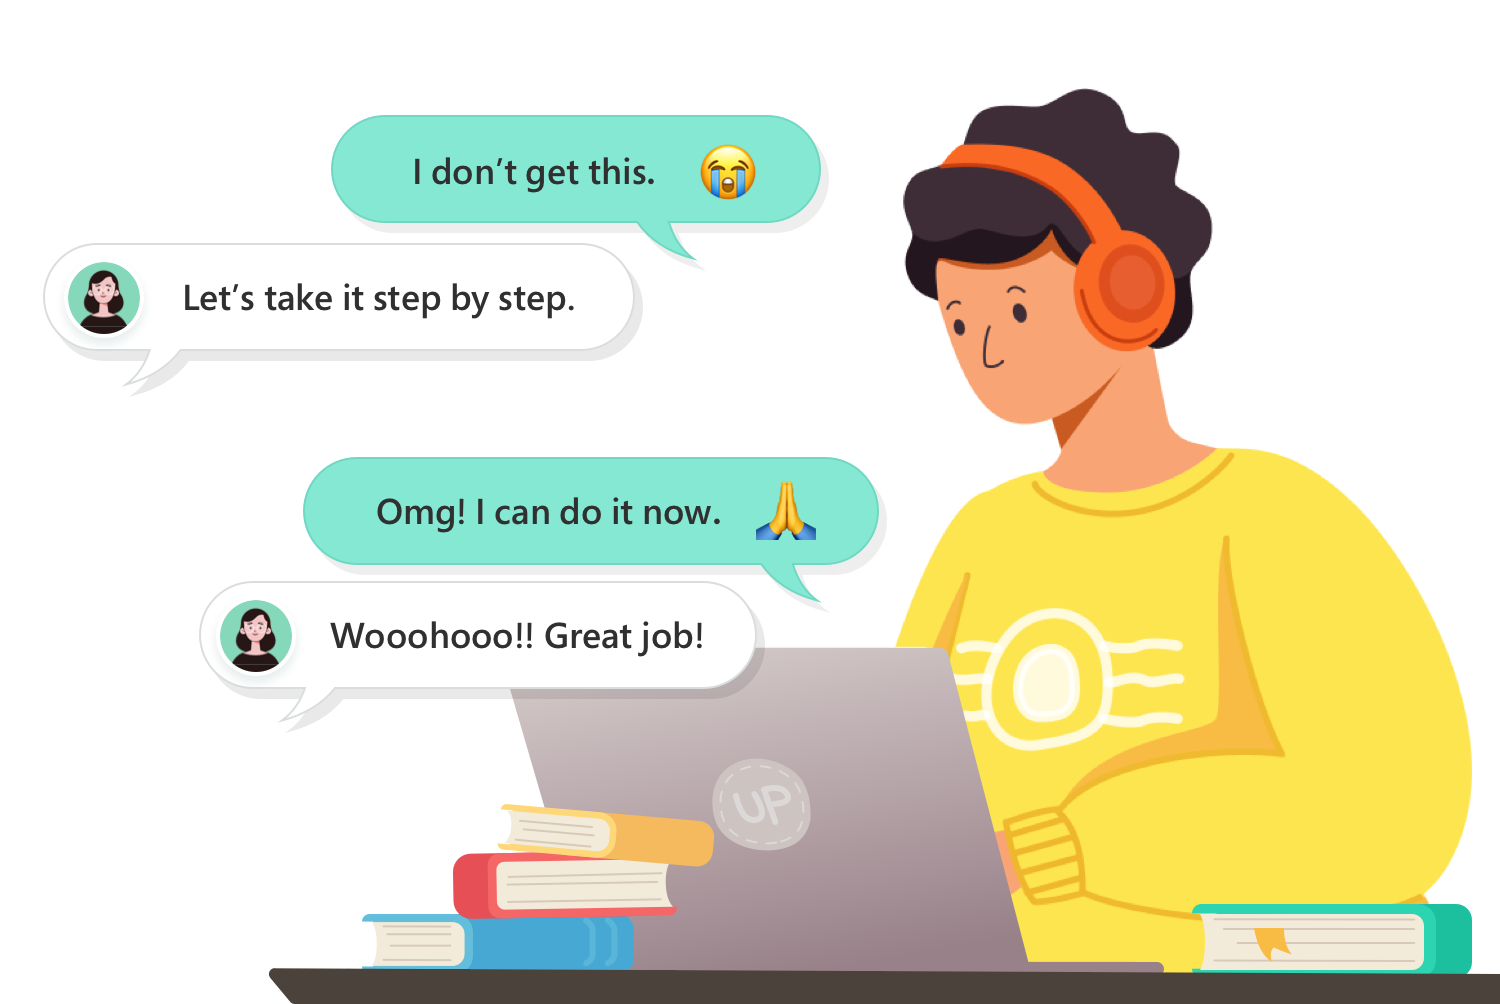 I don’t get this. 😭
Let’s take it step by step.
Omg! I can do it now. 🙏
Wooohooo!! Great job!
UP